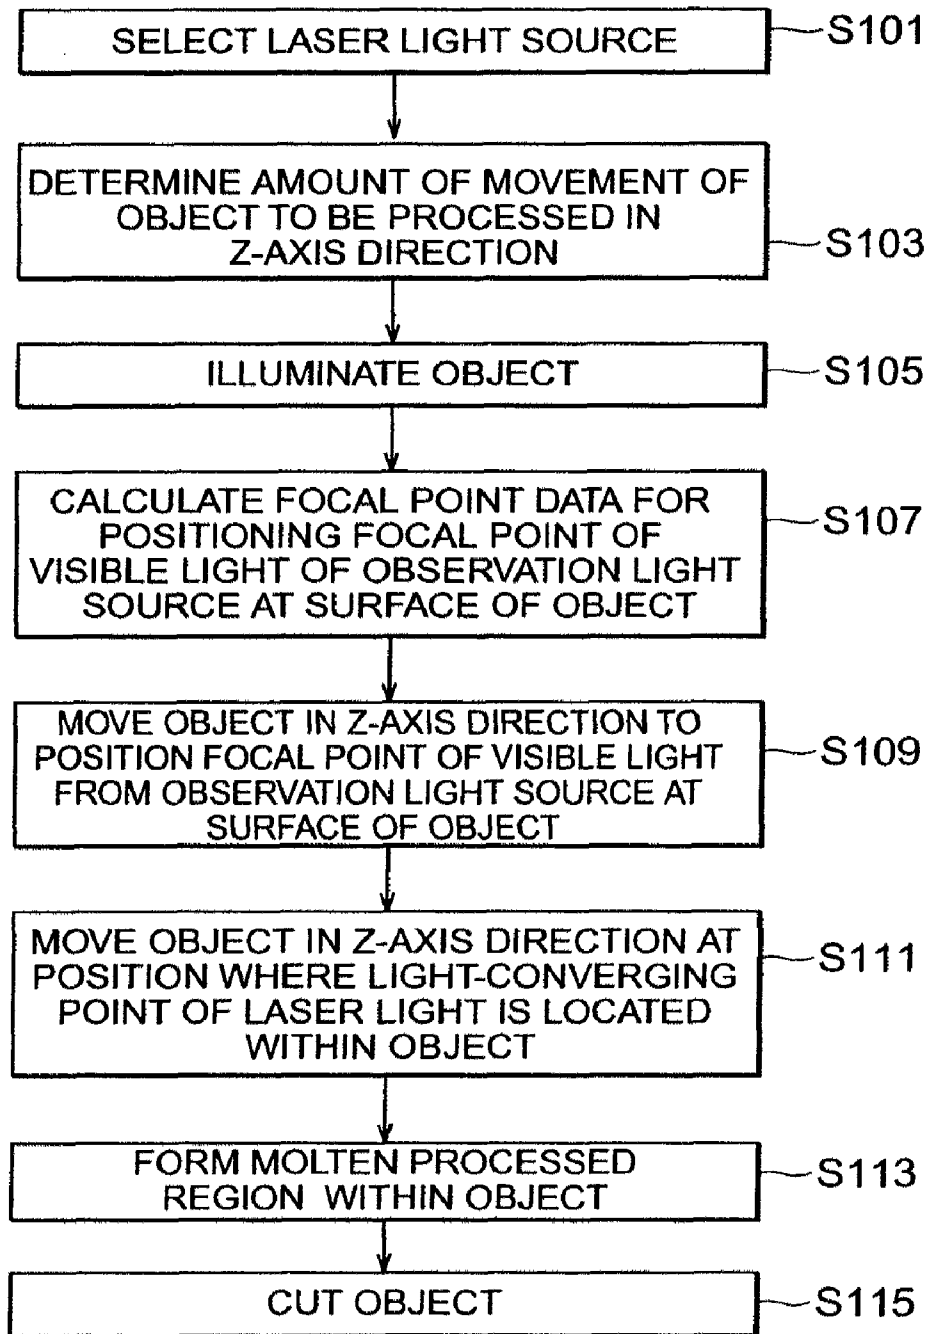 SELECT LASER LIGHT SOURCE
S101
DETERMINE AMOUNT OF MOVEMENT OF
OBJECT TO BE PROCESSED IN
Z-AXIS DIRECTION
S103
ILLUMINATE OBJECT
S105
CALCULATE FOCAL POINT DATA FOR
POSITIONING FOCAL POINT OF
VISIBLE LIGHT OF OBSERVATION LIGHT
SOURCE AT SURFACE OF OBJECT
S107
MOVE OBJECT IN Z-AXIS DIRECTION TO
POSITION FOCAL POINT OF VISIBLE LIGHT
FROM OBSERVATION LIGHT SOURCE AT
SURFACE OF OBJECT
S109
MOVE OBJECT IN Z-AXIS DIRECTION AT
POSITION WHERE LIGHT-CONVERGING
POINT OF LASER LIGHT IS LOCATED
WITHIN OBJECT
S111
FORM MOLTEN PROCESSED
REGION WITHIN OBJECT
S113
CUT OBJECT
S115